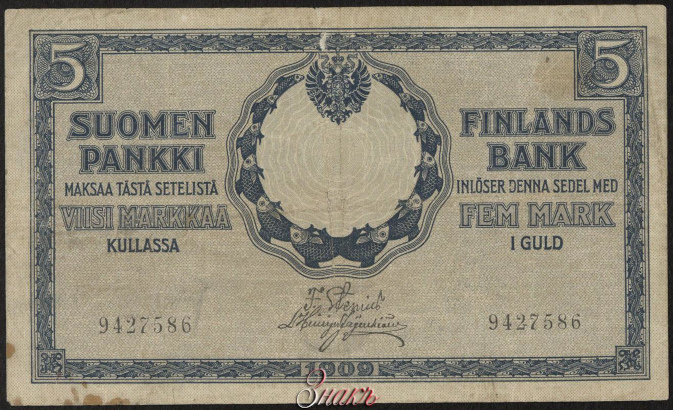 5
5
SUOMEN
PANKKI
MAKSAA TÄSTÄ SETELISTÄ
VIISI MARKKAA
KULLASSA
FINLANDS
BANK
INLÖSER DENNA SEDEL MED
FEM MARK
I GULD
9427586
9427586
1909
Знакъ